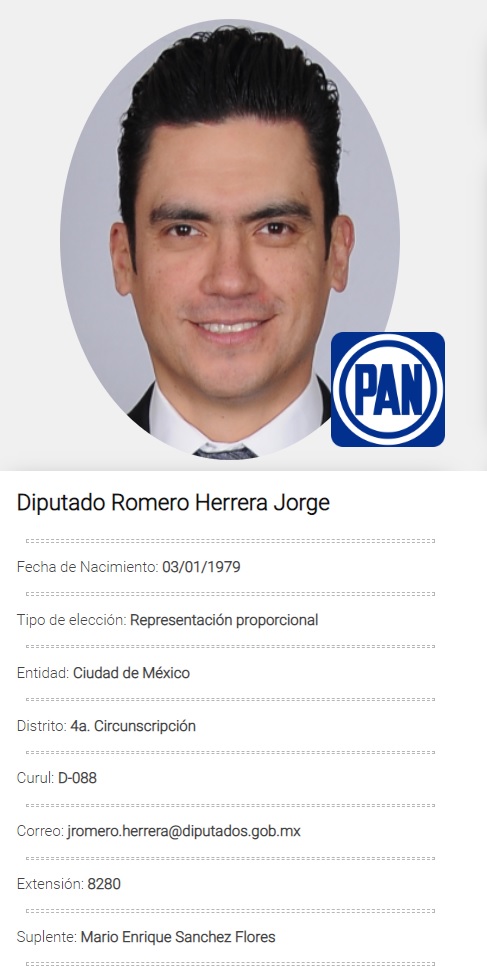 PAN
Diputado Romero Herrera Jorge
Fecha de Nacimiento: 03/01/1979
Tipo de elección: Representación proporcional
Entidad: Ciudad de México
Distrito: 4a. Circunscripción
Curul: D-088
Correo: jromero.herrera@diputados.gob.mx
Extensión: 8280
Suplente: Mario Enrique Sanchez Flores